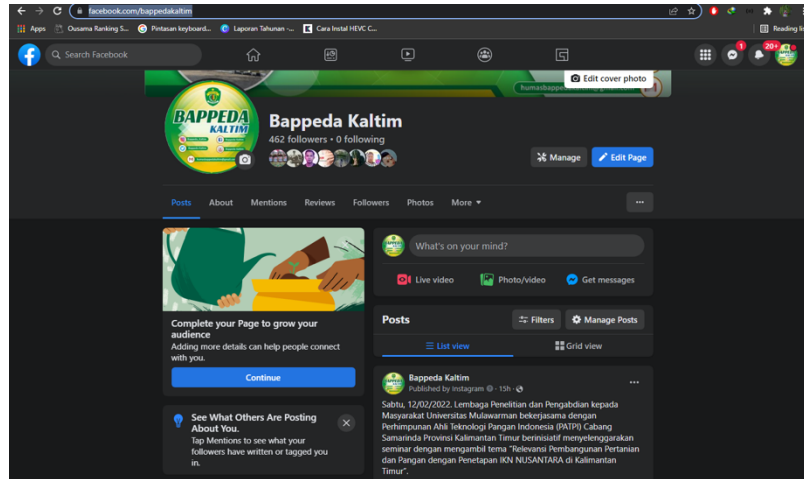 facebook.com/bappedakaltim
Apps
Ousama Ranking S...
Pintasan keyboard...
Laporan Tahunan -...
Cara Instal HEVC C...
Reading lis
Search Facebook
20+
Edit cover photo
BAPPEDA
KALTIM
Bappeda Kaltim
462 followers • 0 following
Manage
Edit Page
Posts
About
Mentions
Reviews
Followers
Photos
More
What's on your mind?
Live video
Photo/video
Get messages
Complete your Page to grow your
audience
Adding more details can help people connect
with you.
Continue
Posts
Filters
Manage Posts
List view
Grid view
See What Others Are Posting
About You.
Tap Mentions to see what your
followers have written or tagged you
in.
Bappeda Kaltim
Published by Instagram · 15h ·
Sabtu, 12/02/2022. Lembaga Penelitian dan Pengabdian kepada
Masyarakat Universitas Mulawarman bekerjasama dengan
Perhimpunan Ahli Teknologi Pangan Indonesia (PATPI) Cabang
Samarinda Provinsi Kalimantan Timur berinisiatif menyelenggarakan
seminar dengan mengambil tema "Relevansi Pembangunan Pertanian
dan Pangan dengan Penetapan IKN NUSANTARA di Kalimantan
Timur".